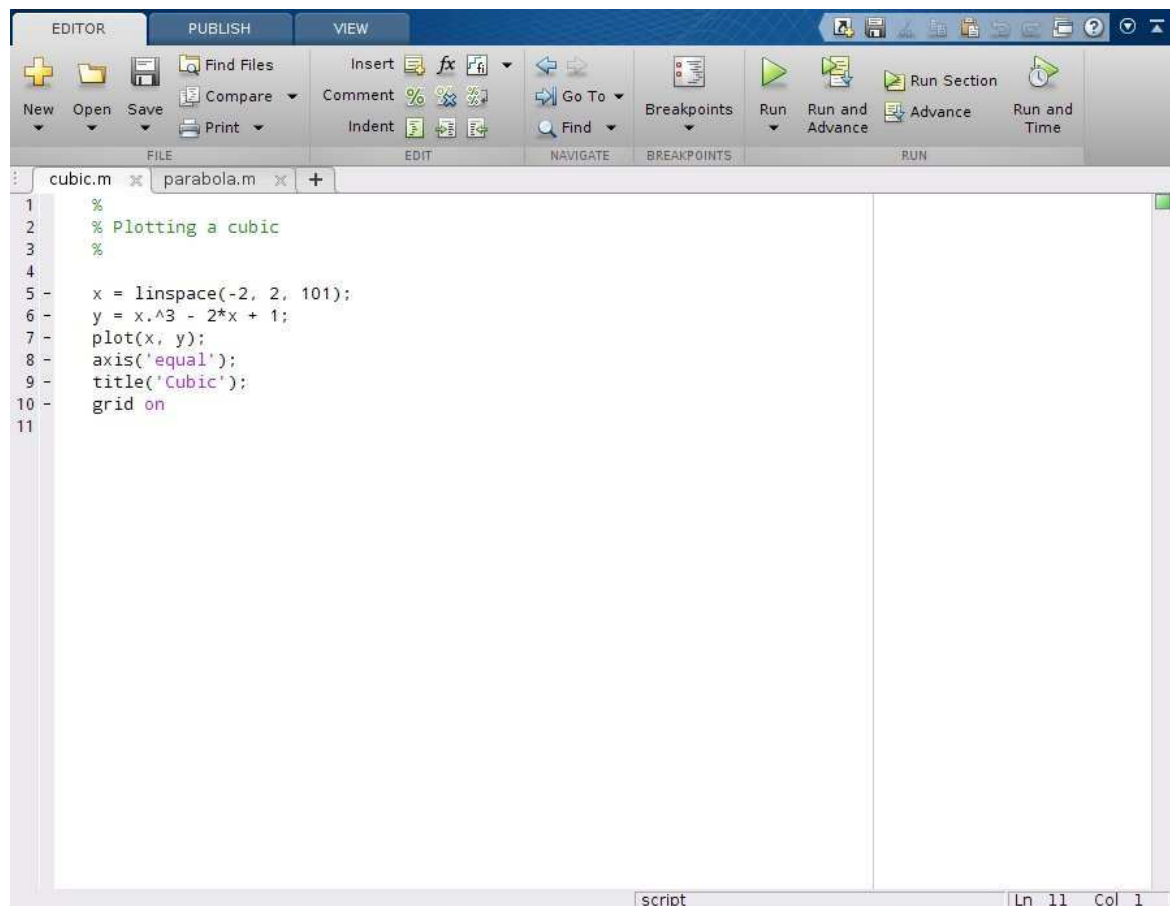 EDITOR PUBLISH VIEW
New Open Save
Find Files
Compare
Print
FILE
Insert fx
Comment
Indent
EDIT
Go To
Find
NAVIGATE
Breakpoints
BREAKPOINTS
Run
Run and
Advance
Run Section
Advance
Run and
Time
RUN
cubic.m parabola.m +
1 %
2 % Plotting a cubic
3 %
4
5 - x = linspace(-2, 2, 101);
6 - y = x.^3 - 2*x + 1;
7 - plot(x, y);
8 - axis('equal');
9 - title('Cubic');
10 - grid on
11
script Ln 11 Col 1